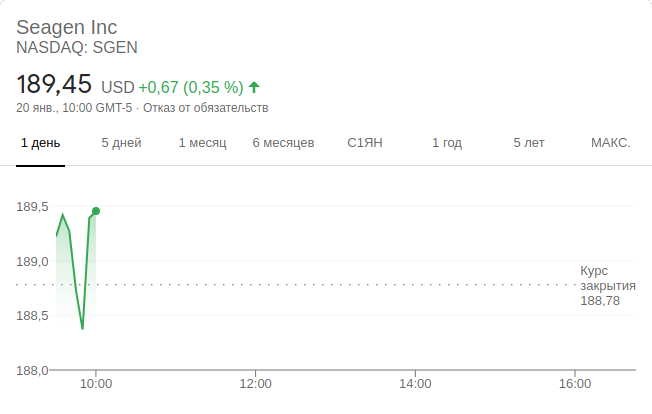 Seagen Inc
NASDAQ: SGEN
189,45 USD +0,67 (0,35 %)
20 янв., 10:00 GMT-5 · Отказ от обязательств
1 день 5 дней 1 месяц 6 месяцев С1ЯН 1 год 5 лет МАКС.
189,5
189,0
Курс
закрытия
188,78
188,5
188,0
10:00 12:00 14:00 16:00